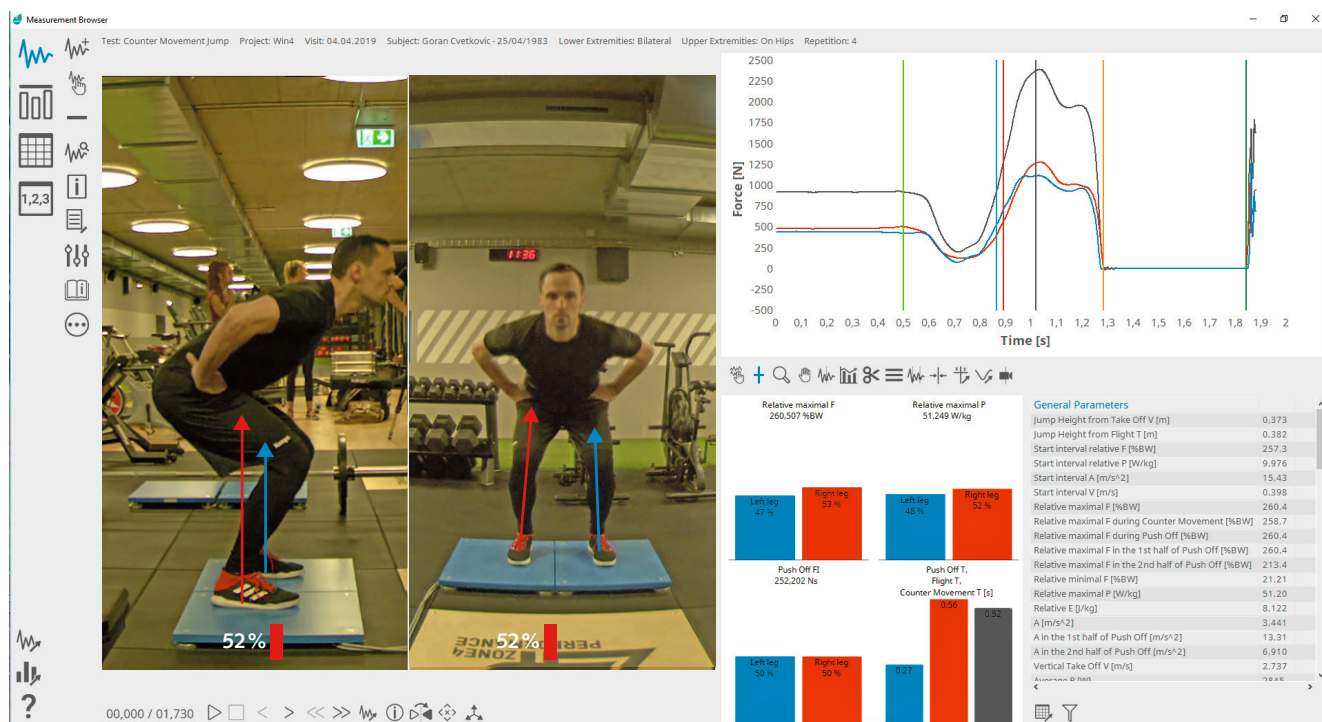 Measurement Browser
Test: Counter Movement Jump Project: Win4 Visit: 04.04.2019 Subject: Goran Cvetkovic - 25/04/1983 Lower Extremities: Bilateral Upper Extremities: On Hips Repetition: 4
1,2,3
11:36
52%
52%
ZONE4
PERFORMANCE
00,000 / 01,730
Force [N]
2500
2250
2000
1750
1500
1250
1000
750
500
250
0
-250
-500
0 0,1 0,2 0,3 0,4 0,5 0,6 0,7 0,8 0,9 1 1,1 1,2 1,3 1,4 1,5 1,6 1,7 1,8 1,9 2
Time [s]
Relative maximal F
260,507 %BW
Left leg
47 %
Right leg
53 %
Relative maximal P
51,249 W/kg
Left leg
48 %
Right leg
52 %
Push Off FI
252,202 Ns
Left leg
50 %
Right leg
50 %
Push Off T,
Flight T,
Counter Movement T [s]
0,27
0,56
0,52
General Parameters
Jump Height from Take Off V [m] 0.373
Jump Height from Flight T [m] 0.382
Start interval relative F [%BW] 257.3
Start interval relative P [W/kg] 9.976
Start interval A [m/s^2] 15.43
Start interval V [m/s] 0.398
Relative maximal F [%BW] 260.4
Relative maximal F during Counter Movement [%BW] 258.7
Relative maximal F during Push Off [%BW] 260.4
Relative maximal F in the 1st half of Push Off [%BW] 260.4
Relative maximal F in the 2nd half of Push Off [%BW] 213.4
Relative minimal F [%BW] 21.21
Relative maximal P [W/kg] 51.20
Relative E [J/kg] 8.122
A [m/s^2] 3.441
A in the 1st half of Push Off [m/s^2] 13.31
A in the 2nd half of Push Off [m/s^2] 6.910
Vertical Take Off V [m/s] 2.737
Average P [W] 2845